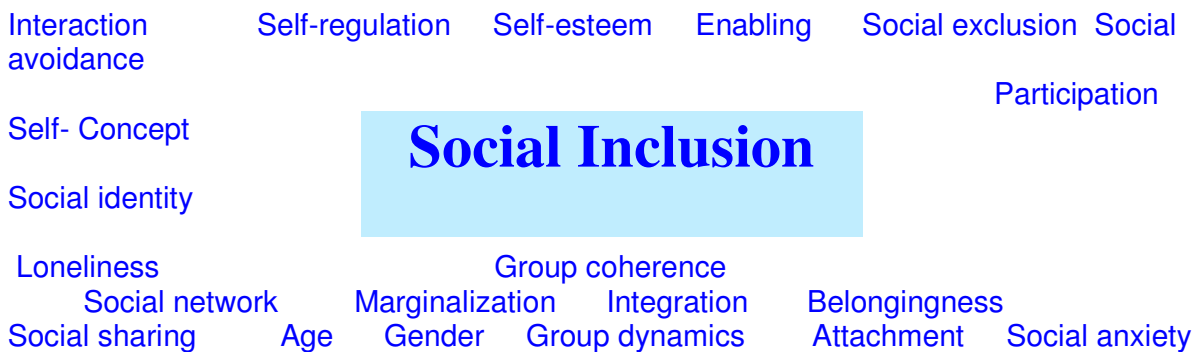 Interaction Self-regulation Self-esteem Enabling Social exclusion Social
avoidance
Participation
Self- Concept
Social Inclusion
Social identity
Loneliness Group coherence
Social network Marginalization Integration Belongingness
Social sharing Age Gender Group dynamics Attachment Social anxiety